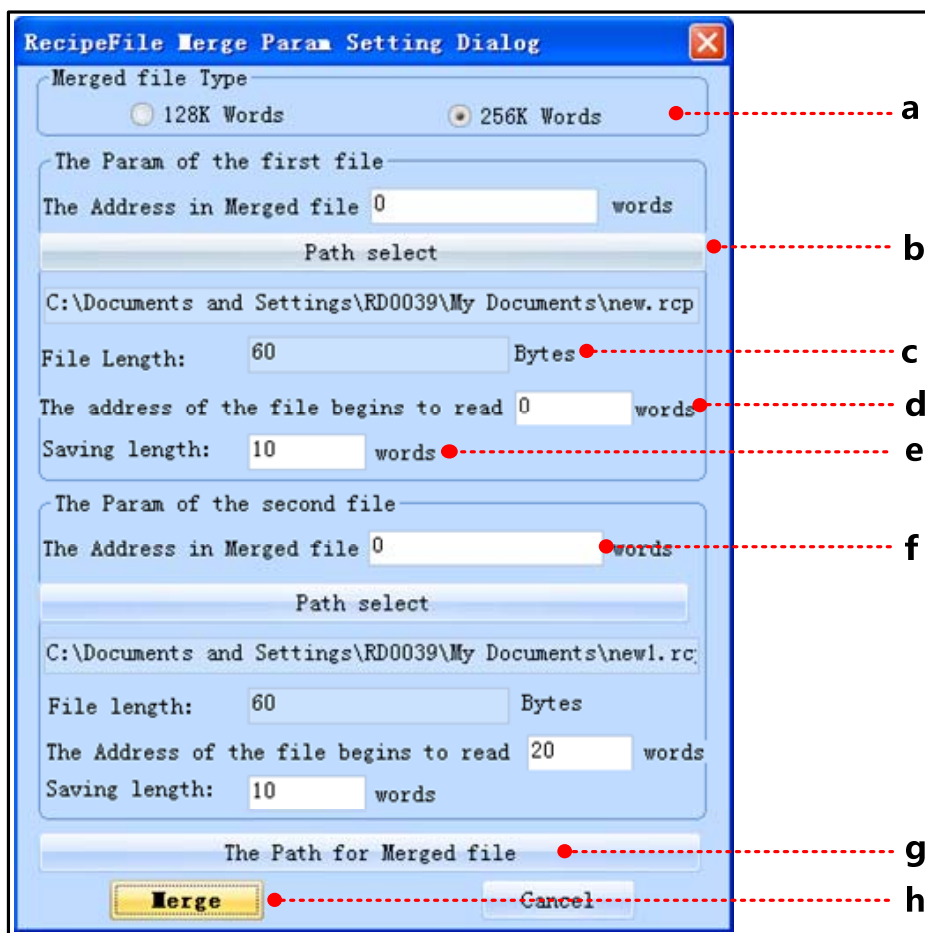 RecipeFile Merge Param Setting Dialog
Merged file Type
128K Words 256K Words a
The Param of the first file
The Address in Merged file 0 words
Path select b
C:\Documents and Settings\RD0039\My Documents\new.rcp
File Length: 60 Bytes c
The address of the file begins to read 0 words d
Saving length: 10 words e
The Param of the second file
The Address in Merged file 0 words f
Path select
C:\Documents and Settings\RD0039\My Documents\new1.rc
File length: 60 Bytes
The Address of the file begins to read 20 words
Saving length: 10 words
The Path for Merged file g
Merge Cancel h